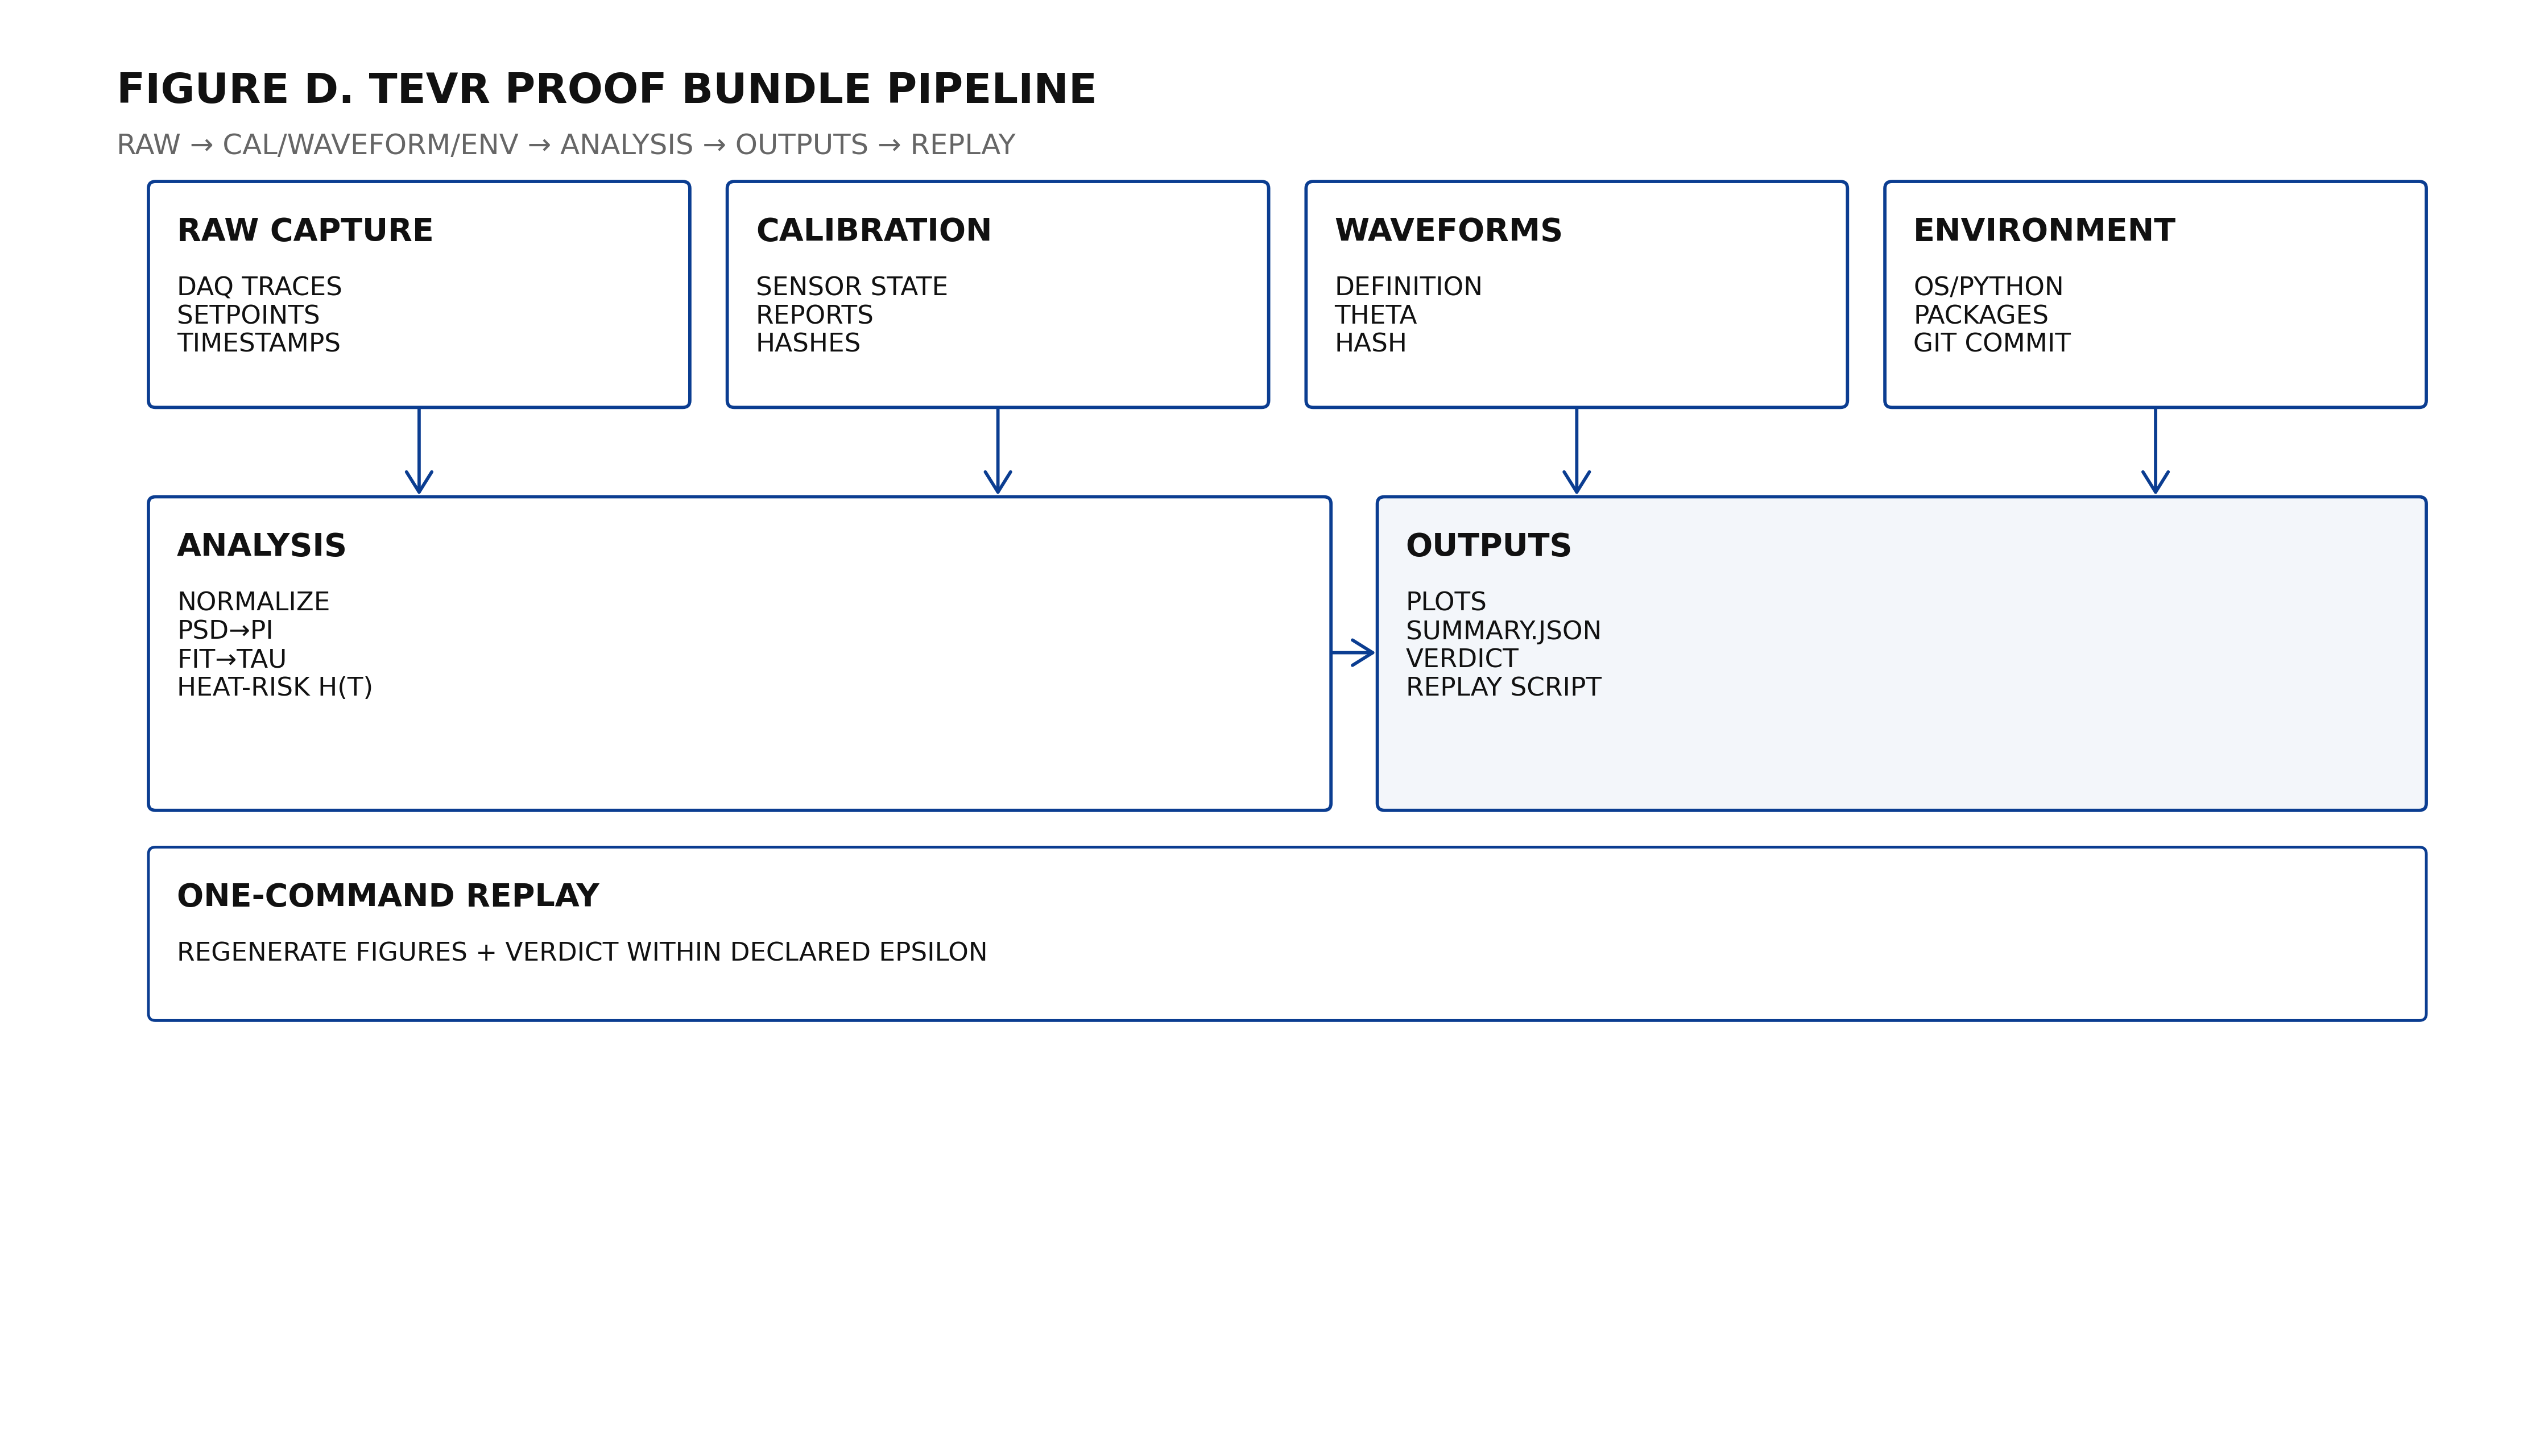 FIGURE D. TEVR PROOF BUNDLE PIPELINE
RAW → CAL/WAVEFORM/ENV → ANALYSIS → OUTPUTS → REPLAY
RAW CAPTURE
DAQ TRACES
SETPOINTS
TIMESTAMPS
CALIBRATION
SENSOR STATE
REPORTS
HASHES
WAVEFORMS
DEFINITION
THETA
HASH
ENVIRONMENT
OS/PYTHON
PACKAGES
GIT COMMIT
ANALYSIS
NORMALIZE
PSD→PI
FIT→TAU
HEAT-RISK H(T)
OUTPUTS
PLOTS
SUMMARY.JSON
VERDICT
REPLAY SCRIPT
ONE-COMMAND REPLAY
REGENERATE FIGURES + VERDICT WITHIN DECLARED EPSILON